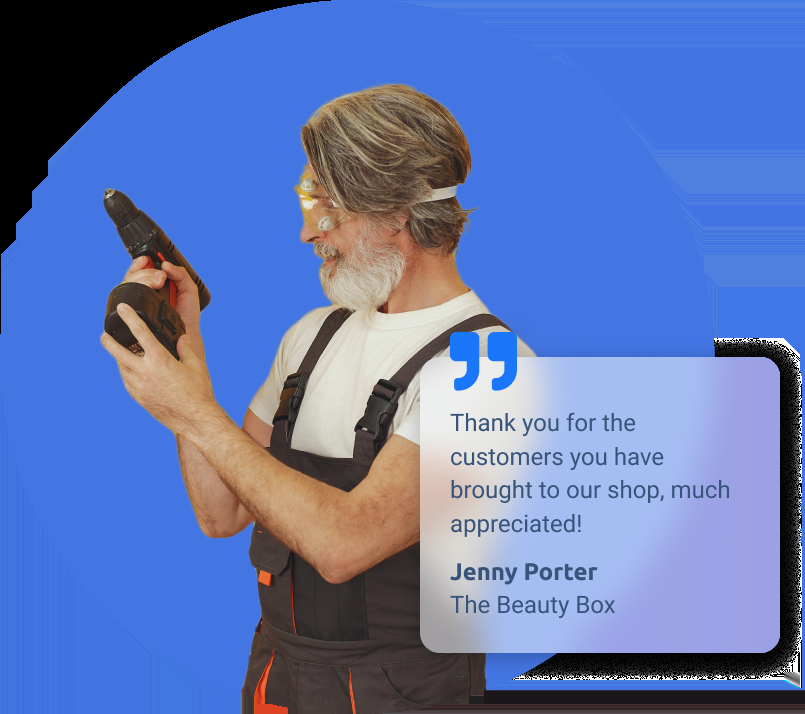 Thank you for the
customers you have
brought to our shop, much
appreciated!
Jenny Porter
The Beauty Box